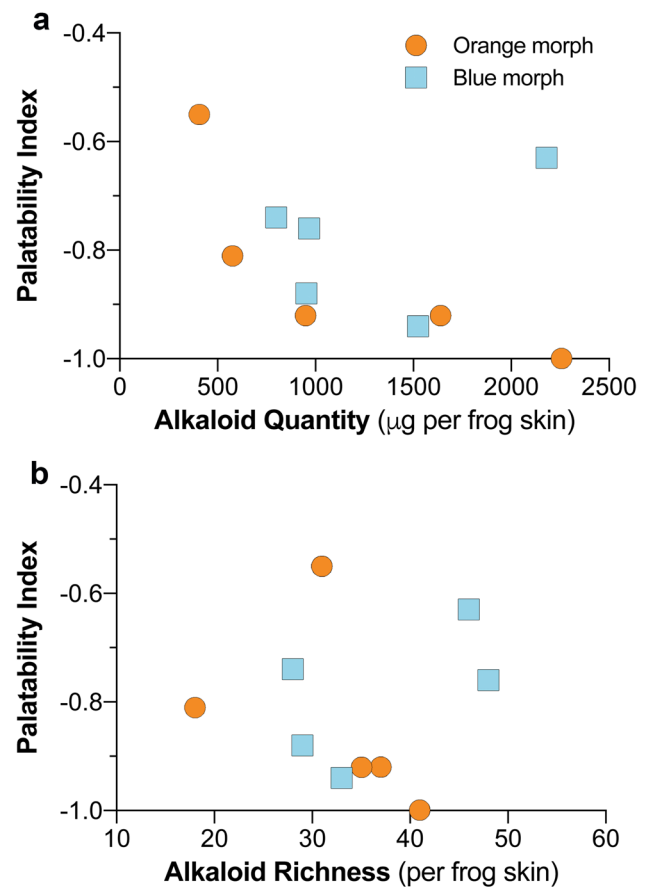 a
Orange morph
Blue morph
-0.4
-0.6
-0.8
-1.0
Palatability Index
0 500 1000 1500 2000 2500
Alkaloid Quantity (μg per frog skin)
b
-0.4
-0.6
-0.8
-1.0
Palatability Index
10 20 30 40 50 60
Alkaloid Richness (per frog skin)